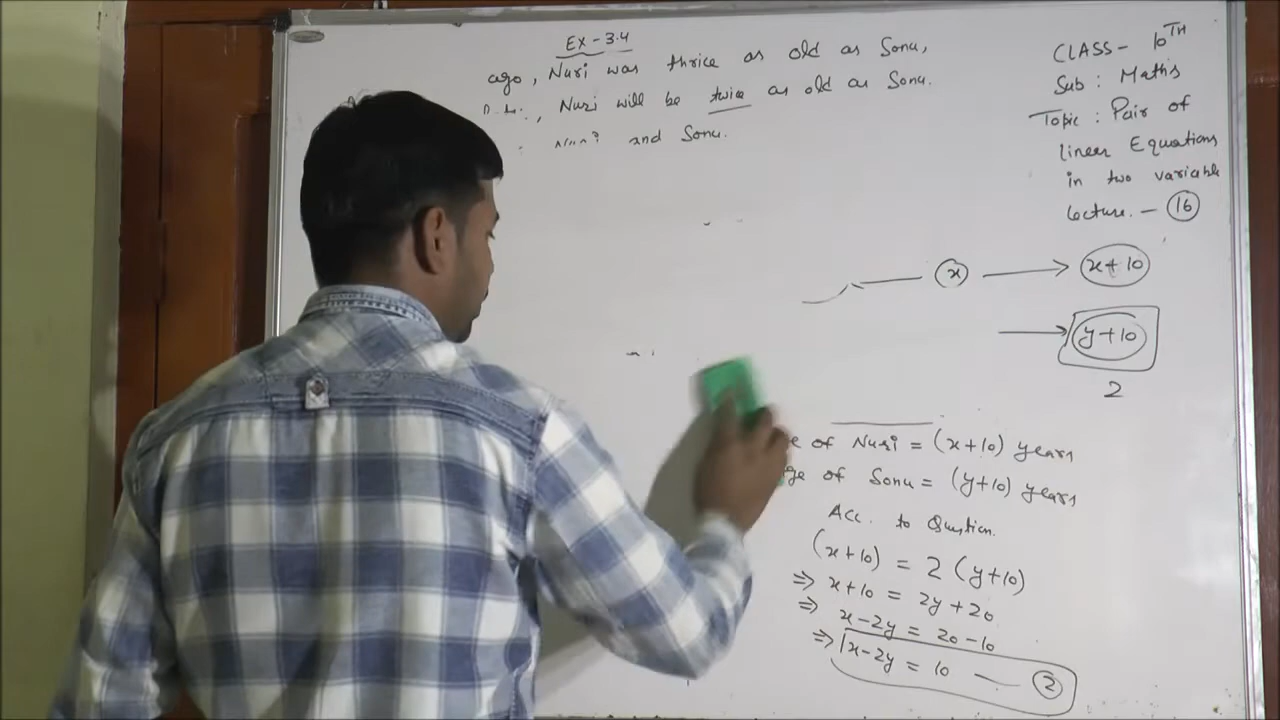 Ex - 3.4
ago, Nuri was thrice as old as Sonu,
, Nuri will be twice as old as Sonu.
and Sonu.
CLASS - 10TH
Sub : Maths
Topic : Pair of
linear Equations
in two variable
lecture. - 16
x → x+10
→ y+10
2
of Nuri = (x+10) years
ge of Sonu = (y+10) years
Acc. to Question.
(x+10) = 2 (y+10)
⇒ x+10 = 2y+20
⇒ x-2y = 20-10
⇒ x-2y = 10 — 2